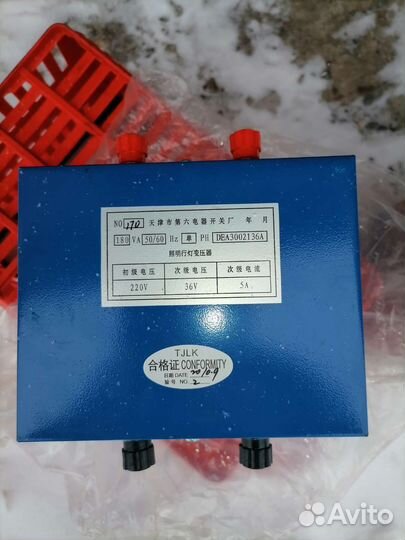 NO 170 天津市第六电器开关厂 年 月
180 VA 50/60 Hz 单 PH DEA3002136A
照明行灯变压器
初级电压 次级电压 次级电流
220V 36V 5A
TJLK
合格证 CONFORMITY
日期 DATE 2010.9
验号 NO 2
Avito